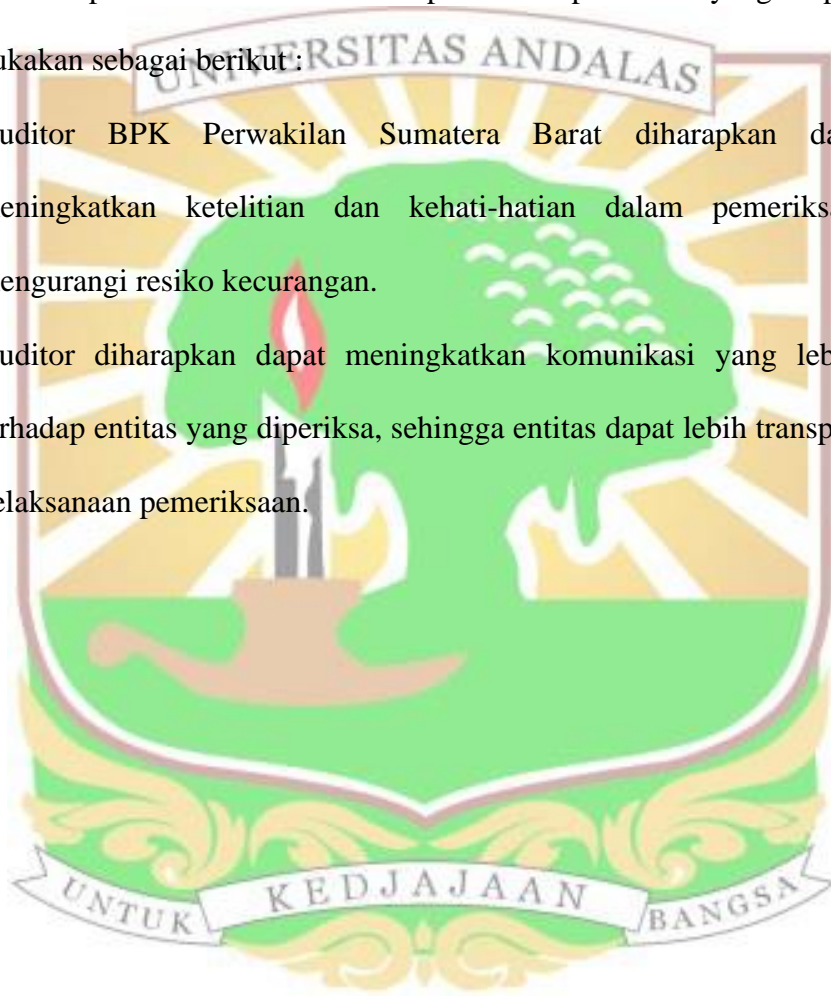 ukakan sebagai berikut :
UNIVERSITAS ANDALAS
uditor BPK Perwakilan Sumatera Barat diharapkan da
eningkatkan ketelitian dan kehati-hatian dalam pemeriksa
engurangi resiko kecurangan.
uditor diharapkan dapat meningkatkan komunikasi yang leb
rhadap entitas yang diperiksa, sehingga entitas dapat lebih transp
elaksanaan pemeriksaan.
UNTUK KEDJAJAAN BANGSA